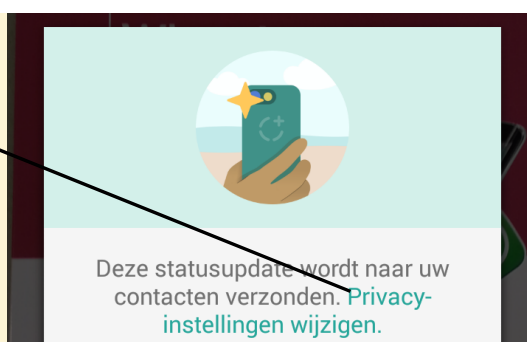 Deze statusupdate wordt naar uw
contacten verzonden. Privacy-
instellingen wijzigen.